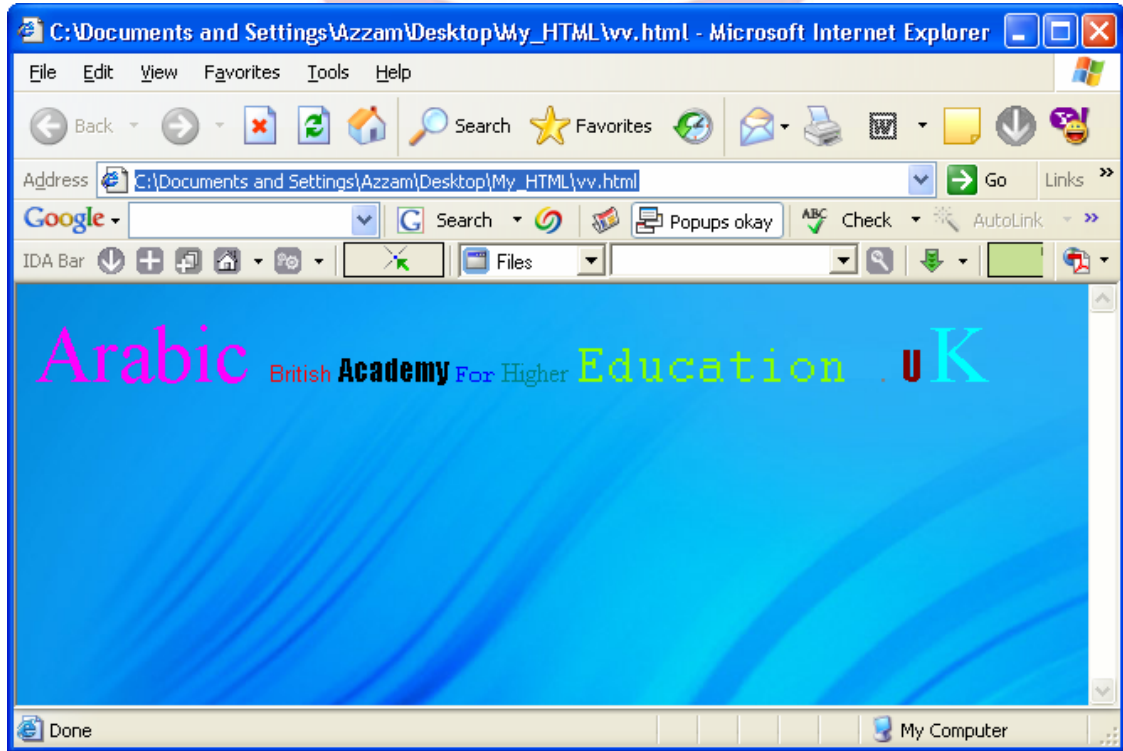 C:\Documents and Settings\Azzam\Desktop\My_HTML\vv.html - Microsoft Internet Explorer
File Edit View Favorites Tools Help
Back Search Favorites
Address C:\Documents and Settings\Azzam\Desktop\My_HTML\vv.html Go Links »
Google Search Popups okay ABC Check AutoLink »
IDA Bar Files
Arabic British Academy For Higher Education . U K
Done My Computer